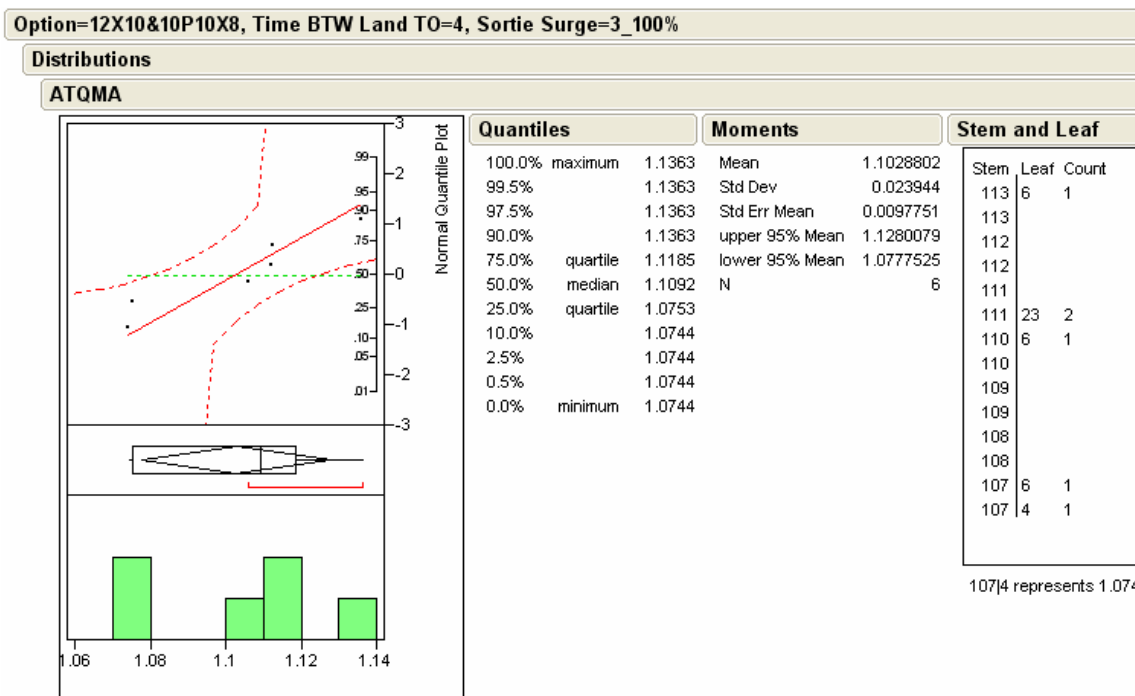 Option=12X10&10P10X8, Time BTW Land TO=4, Sortie Surge=3_100%
Distributions
ATQMA
3
2
1
0
-1
-2
-3
.99
.95
.90
.75
.50
.25
.10
.05
.01
Normal Quantile Plot
1.06 1.08 1.1 1.12 1.14
Quantiles
100.0% maximum 1.1363
99.5% 1.1363
97.5% 1.1363
90.0% 1.1363
75.0% quartile 1.1185
50.0% median 1.1092
25.0% quartile 1.0753
10.0% 1.0744
2.5% 1.0744
0.5% 1.0744
0.0% minimum 1.0744
Moments
Mean 1.1028802
Std Dev 0.023944
Std Err Mean 0.0097751
upper 95% Mean 1.1280079
lower 95% Mean 1.0777525
N 6
Stem and Leaf
Stem Leaf Count
113 6 1
113
112
112
111
111 23 2
110 6 1
110
109
109
108
108
107 6 1
107 4 1
107|4 represents 1.074